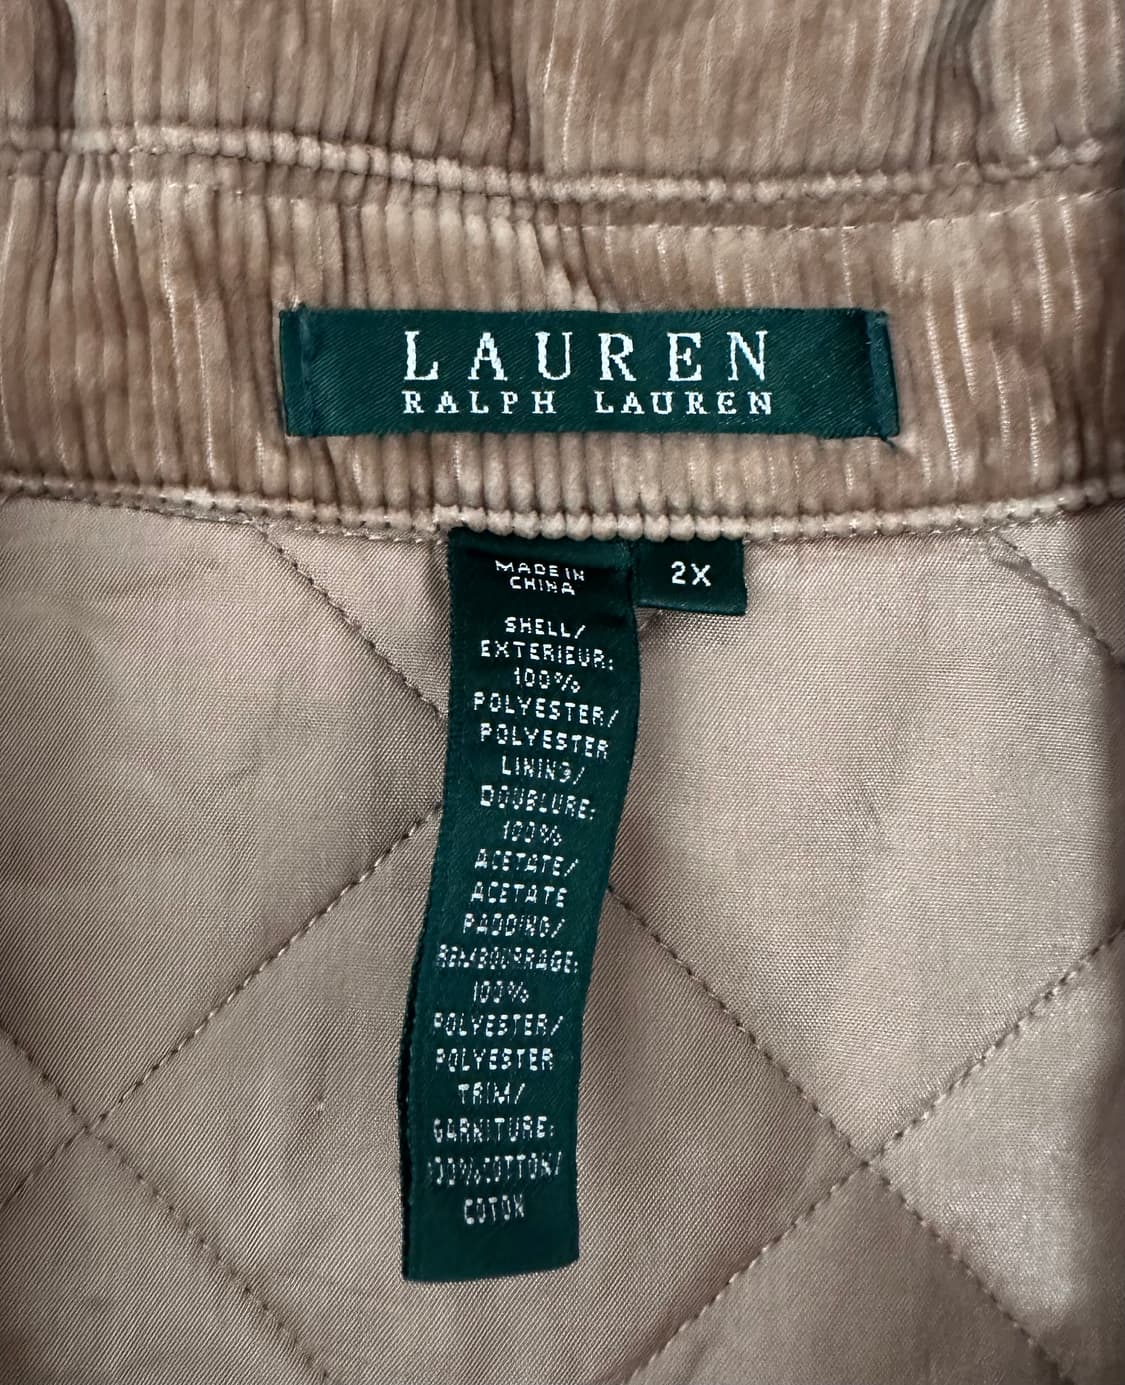 LAUREN
RALPH LAUREN
MADE IN
CHINA
2X
SHELL/
EXTERIEUR:
100%
POLYESTER/
POLYESTER
LINING/
DOUBLURE:
100%
ACETATE/
ACETATE
PADDING/
REMBOURRAGE:
100%
POLYESTER/
POLYESTER
TRIM/
GARNITURE:
100% COTTON/
COTON